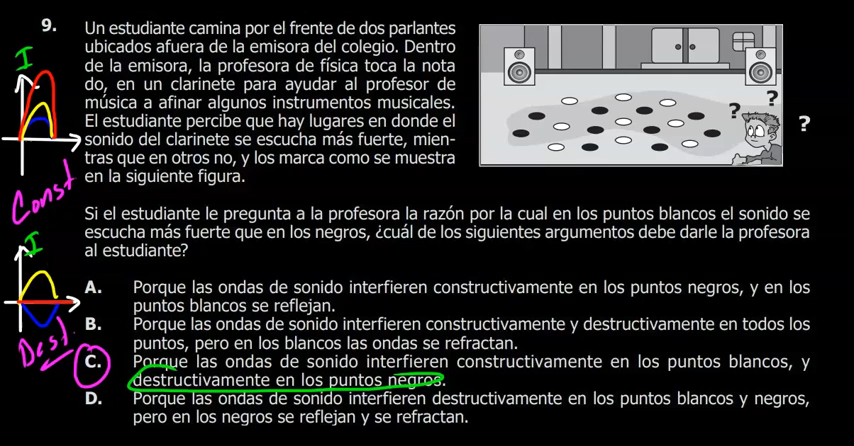 9. Un estudiante camina por el frente de dos parlantes
ubicados afuera de la emisora del colegio. Dentro
de la emisora, la profesora de física toca la nota
do, en un clarinete para ayudar al profesor de
música a afinar algunos instrumentos musicales.
El estudiante percibe que hay lugares en donde el
sonido del clarinete se escucha más fuerte, mien-
tras que en otros no, y los marca como se muestra
en la siguiente figura.
I
Const
? ? ?
Si el estudiante le pregunta a la profesora la razón por la cual en los puntos blancos el sonido se
escucha más fuerte que en los negros, ¿cuál de los siguientes argumentos debe darle la profesora
al estudiante?
I
Dest.
A. Porque las ondas de sonido interfieren constructivamente en los puntos negros, y en los
puntos blancos se reflejan.
B. Porque las ondas de sonido interfieren constructivamente y destructivamente en todos los
puntos, pero en los blancos las ondas se refractan.
C. Porque las ondas de sonido interfieren constructivamente en los puntos blancos, y
destructivamente en los puntos negros.
D. Porque las ondas de sonido interfieren destructivamente en los puntos blancos y negros,
pero en los negros se reflejan y se refractan.